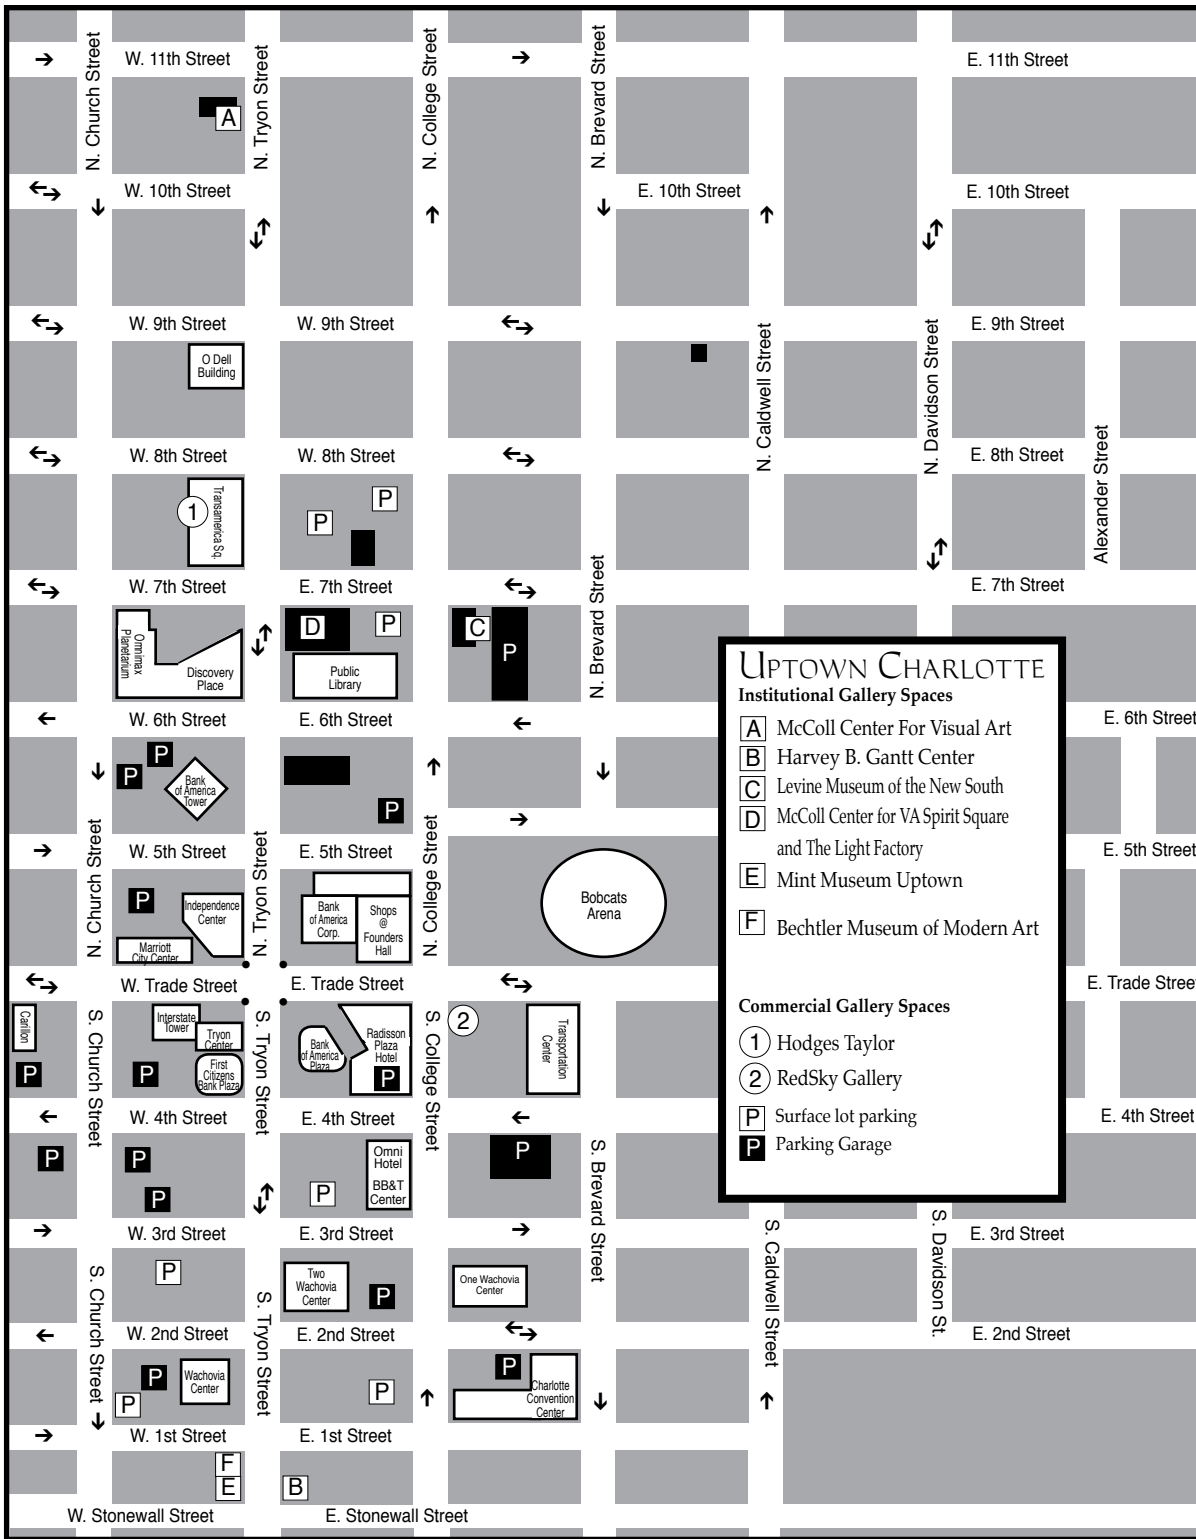 W. 11th Street
E. 11th Street
N. Church Street
N. Tryon Street
N. College Street
N. Brevard Street
A
W. 10th Street
E. 10th Street
E. 10th Street
W. 9th Street
W. 9th Street
E. 9th Street
O Dell
Building
N. Caldwell Street
N. Davidson Street
W. 8th Street
W. 8th Street
E. 8th Street
Alexander Street
1
Transamerica Sq.
P
P
W. 7th Street
E. 7th Street
E. 7th Street
Omnimax
Planetarium
Discovery
Place
D
P
Public
Library
C
P
N. Brevard Street
W. 6th Street
E. 6th Street
E. 6th Street
P
P
Bank
of America
Tower
P
N. Church Street
N. Tryon Street
N. College Street
W. 5th Street
E. 5th Street
E. 5th Street
P
Independence
Center
Marriott
City Center
Bank
of America
Corp.
Shops
@
Founders
Hall
Bobcats
Arena
W. Trade Street
E. Trade Street
E. Trade Street
Carillon
P
S. Church Street
Interstate
Tower
Tryon
Center
First
Citizens
Bank Plaza
P
S. Tryon Street
Bank
of America
Plaza
Radisson
Plaza
Hotel
P
S. College Street
2
Transportation
Center
W. 4th Street
E. 4th Street
E. 4th Street
P
P
P
P
Omni
Hotel
BB&T
Center
P
S. Brevard Street
W. 3rd Street
E. 3rd Street
E. 3rd Street
S. Church Street
P
S. Tryon Street
Two
Wachovia
Center
P
One Wachovia
Center
S. Caldwell Street
S. Davidson St.
W. 2nd Street
E. 2nd Street
E. 2nd Street
P
P
Wachovia
Center
P
P
Charlotte
Convention
Center
W. 1st Street
E. 1st Street
F
E
B
W. Stonewall Street
E. Stonewall Street
UPTOWN CHARLOTTE
Institutional Gallery Spaces
A McColl Center For Visual Art
B Harvey B. Gantt Center
C Levine Museum of the New South
D McColl Center for VA Spirit Square
and The Light Factory
E Mint Museum Uptown
F Bechtler Museum of Modern Art
Commercial Gallery Spaces
1 Hodges Taylor
2 RedSky Gallery
P Surface lot parking
P Parking Garage